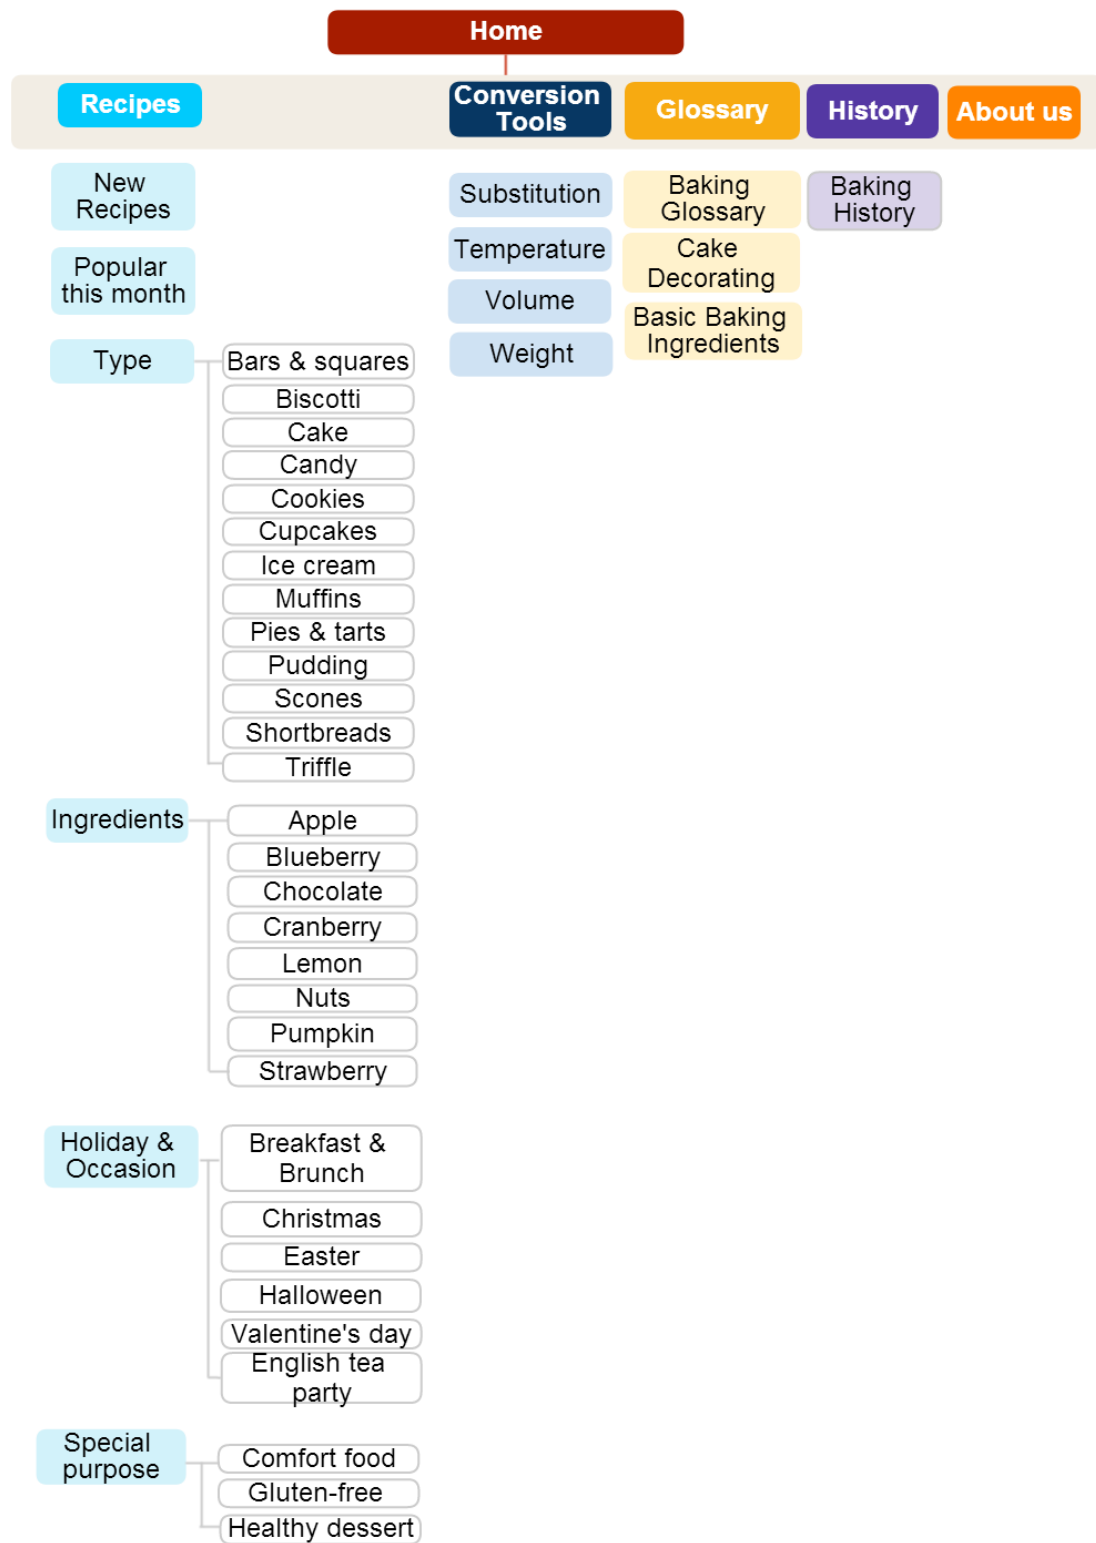 Home
Recipes
Conversion
Tools
Glossary
History
About us
New
Recipes
Popular
this month
Type
Bars & squares
Biscotti
Cake
Candy
Cookies
Cupcakes
Ice cream
Muffins
Pies & tarts
Pudding
Scones
Shortbreads
Triffle
Ingredients
Apple
Blueberry
Chocolate
Cranberry
Lemon
Nuts
Pumpkin
Strawberry
Holiday &
Occasion
Breakfast &
Brunch
Christmas
Easter
Halloween
Valentine's day
English tea
party
Special
purpose
Comfort food
Gluten-free
Healthy dessert
Substitution
Temperature
Volume
Weight
Baking
Glossary
Cake
Decorating
Basic Baking
Ingredients
Baking
History